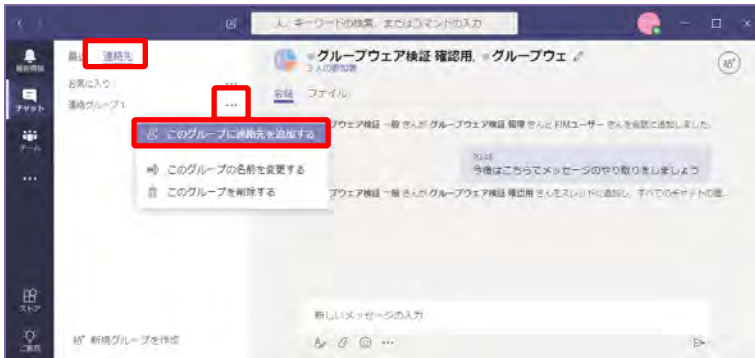 人、キーワードの検索、またはコマンドの入力
最近 連絡先
お気に入り ...
連絡グループ1 ...
このグループに連絡先を追加する
このグループの名前を変更する
このグループを削除する
新規グループを作成
最新情報
チャット
チーム
...
ストア
グループウェア検証 確認用, グループウェ
3人の参加者
会話 ファイル
プウェア検証 一般 さんが グループウェア検証 管理 さんと FIMユーザー さんを会話に追加しました。
今後はこちらでメッセージのやり取りをしましょう
プウェア検証 一般 さんが グループウェア検証 確認用 さんをスレッドに追加し、すべてのチャットの
新しいメッセージの入力